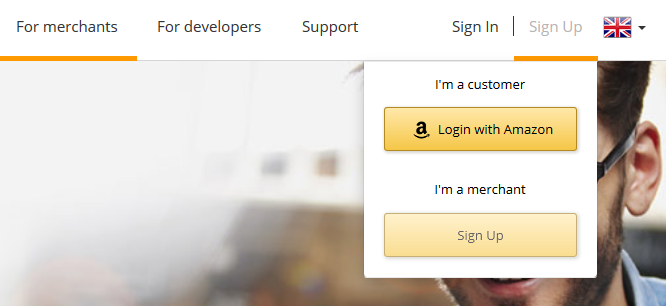 For merchants For developers Support Sign In Sign Up
I'm a customer
Login with Amazon
I'm a merchant
Sign Up